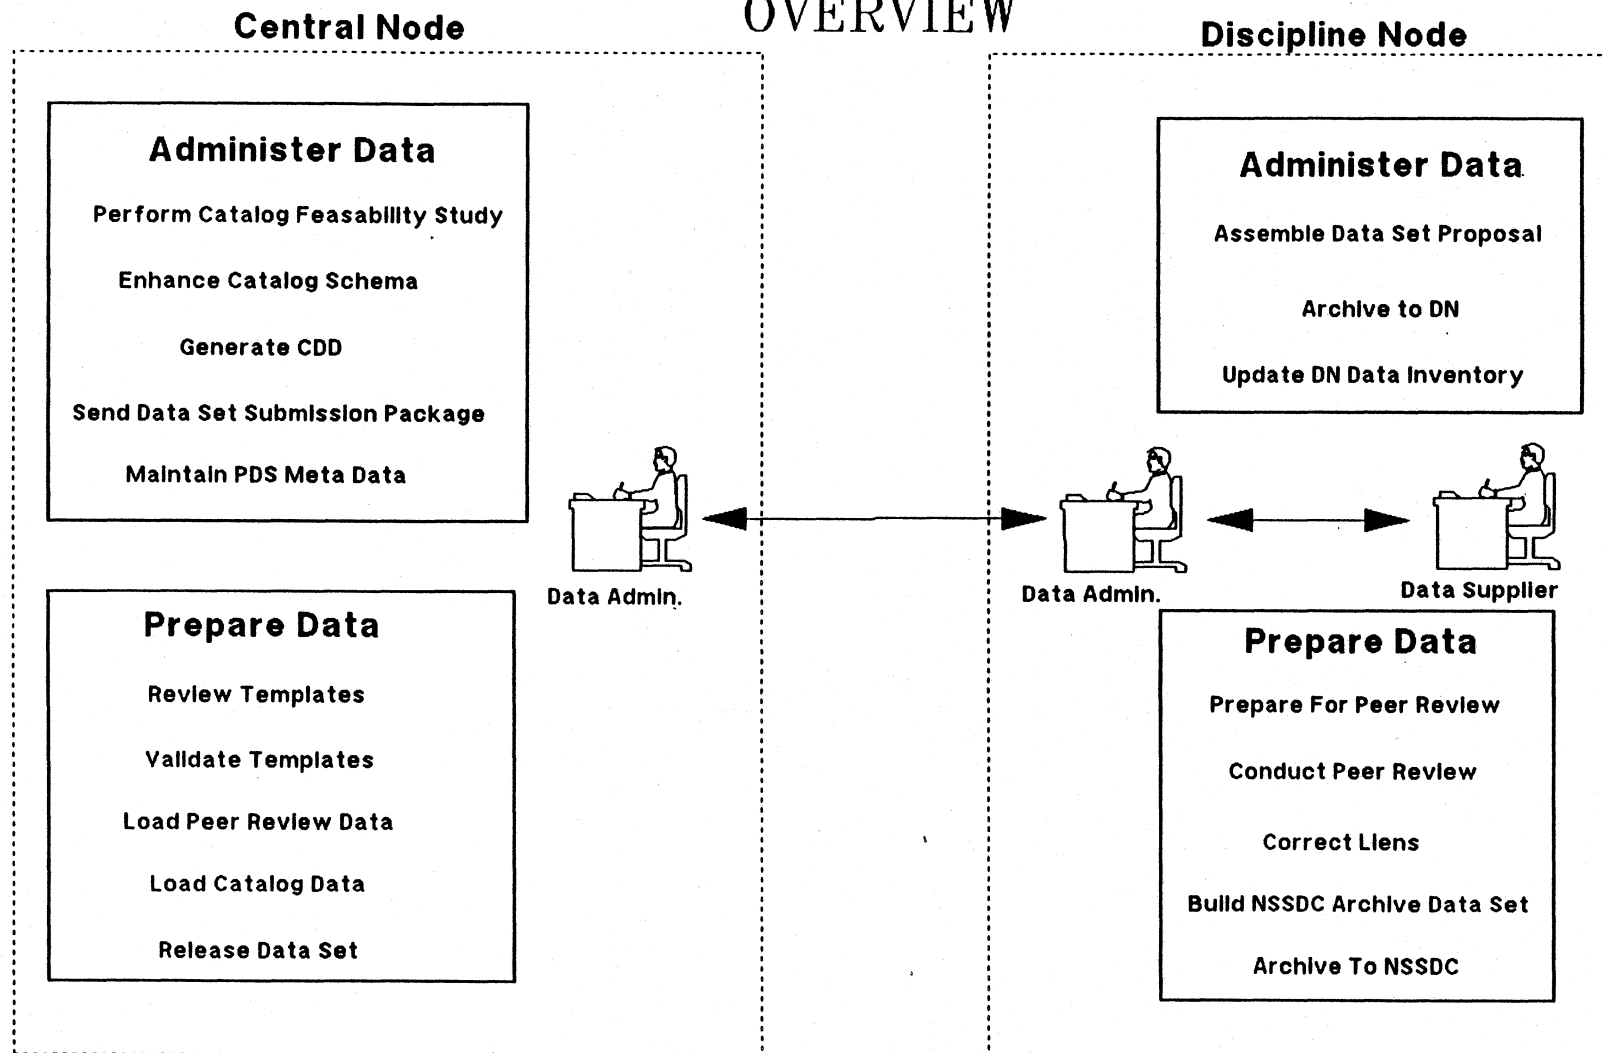 OVERVIEW
Central Node
Administer Data
Perform Catalog Feasability Study
Enhance Catalog Schema
Generate CDD
Send Data Set Submission Package
Maintain PDS Meta Data
Data Admin.
Prepare Data
Review Templates
Validate Templates
Load Peer Review Data
Load Catalog Data
Release Data Set
Discipline Node
Administer Data
Assemble Data Set Proposal
Archive to DN
Update DN Data Inventory
Data Admin.
Data Supplier
Prepare Data
Prepare For Peer Review
Conduct Peer Review
Correct Liens
Build NSSDC Archive Data Set
Archive To NSSDC